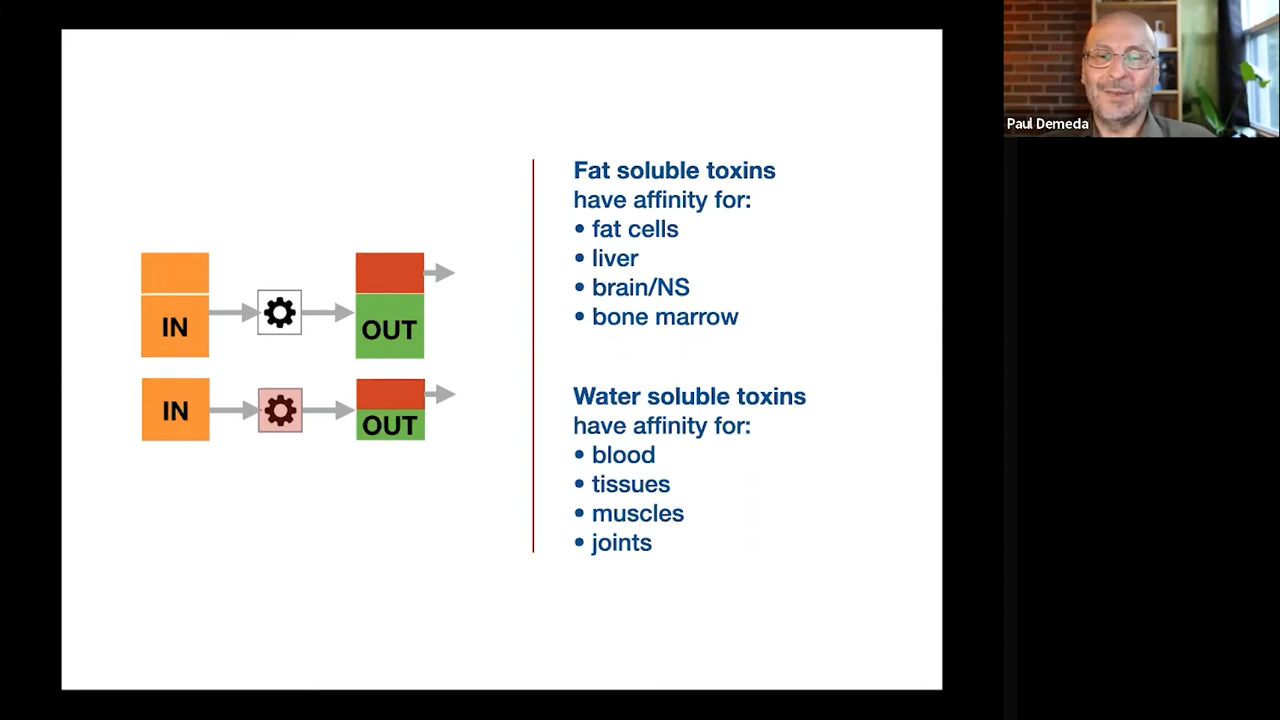 IN
OUT
IN
OUT
Fat soluble toxins
have affinity for:
• fat cells
• liver
• brain/NS
• bone marrow
Water soluble toxins
have affinity for:
• blood
• tissues
• muscles
• joints
Paul Demeda